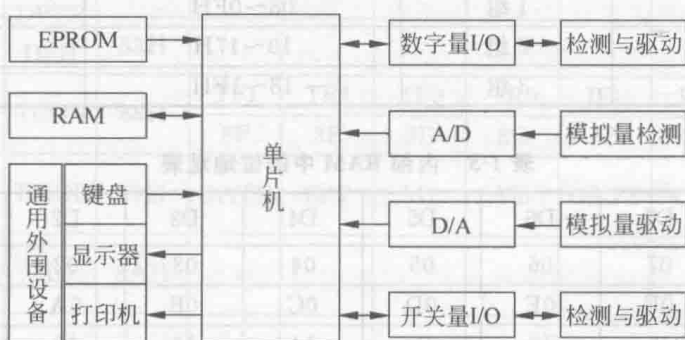 EPROM
RAM
通用外围设备
键盘
显示器
打印机
单片机
数字量I/O
检测与驱动
A/D
模拟量检测
D/A
模拟量驱动
开关量I/O
检测与驱动